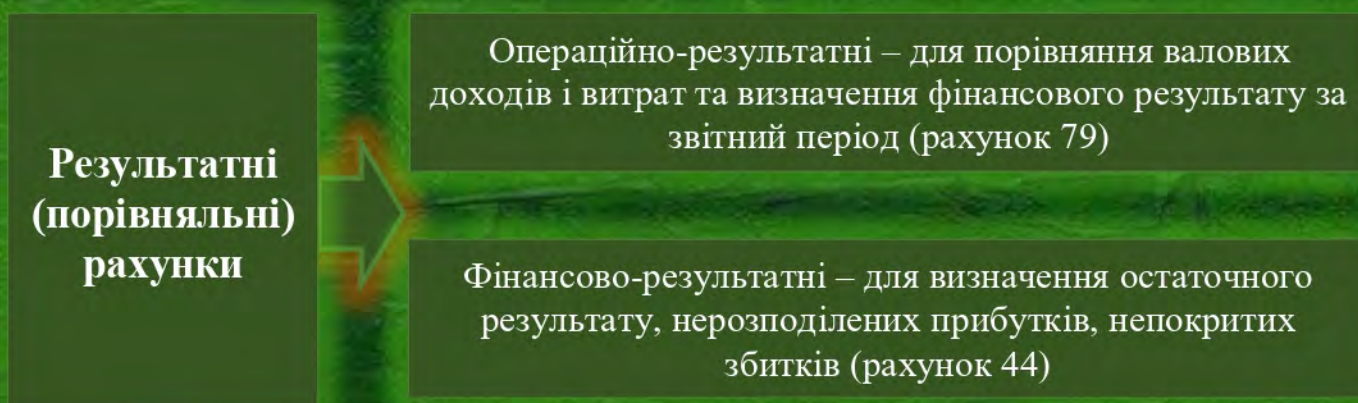 Результатні
(порівняльні)
рахунки
Операційно-результатні – для порівняння валових
доходів і витрат та визначення фінансового результату за
звітний період (рахунок 79)
Фінансово-результатні – для визначення остаточного
результату, нерозподілених прибутків, непокритих
збитків (рахунок 44)